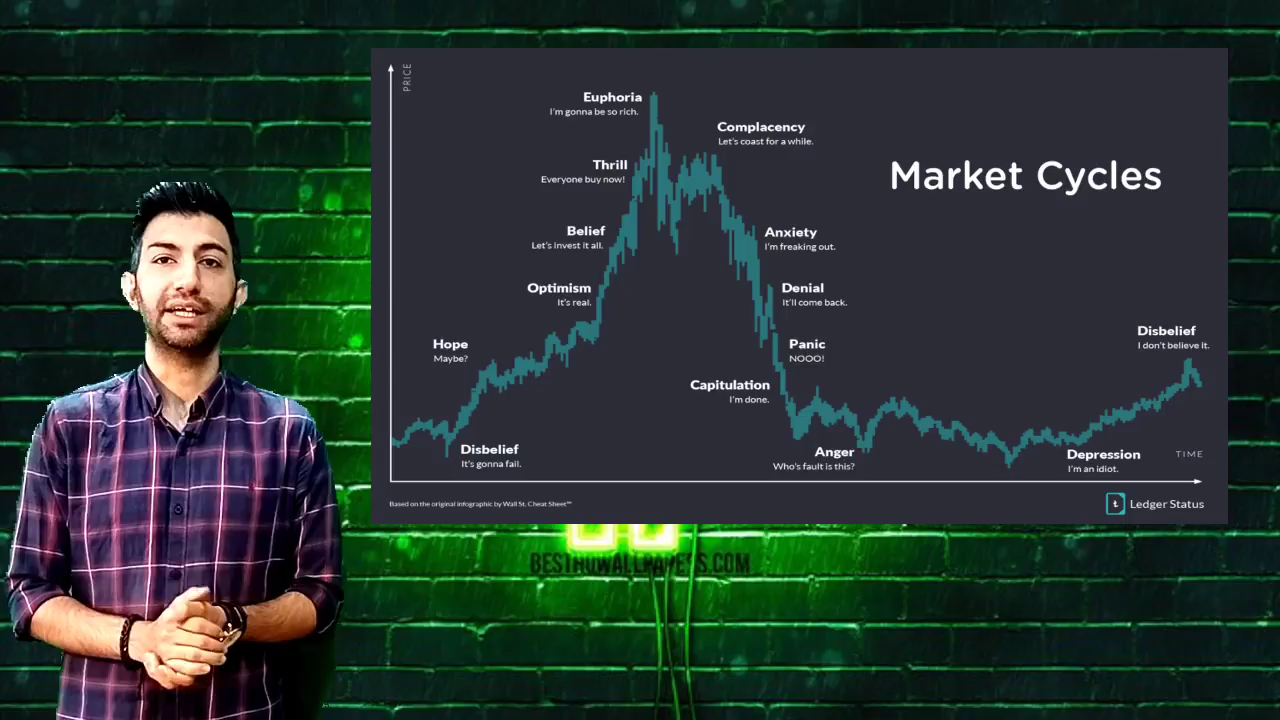 PRICE
Euphoria
I'm gonna be so rich.
Complacency
Let's coast for a while.
Thrill
Everyone buy now!
Market Cycles
Belief
Let's invest it all.
Anxiety
I'm freaking out.
Optimism
It's real.
Denial
It'll come back.
Hope
Maybe?
Panic
NOOO!
Disbelief
I don't believe it.
Capitulation
I'm done.
Disbelief
It's gonna fail.
Anger
Who's fault is this?
Depression
I'm an idiot.
TIME
Based on the original infographic by Wall St. Cheat Sheet™
t Ledger Status
BESTHDWALLPAPERS.COM